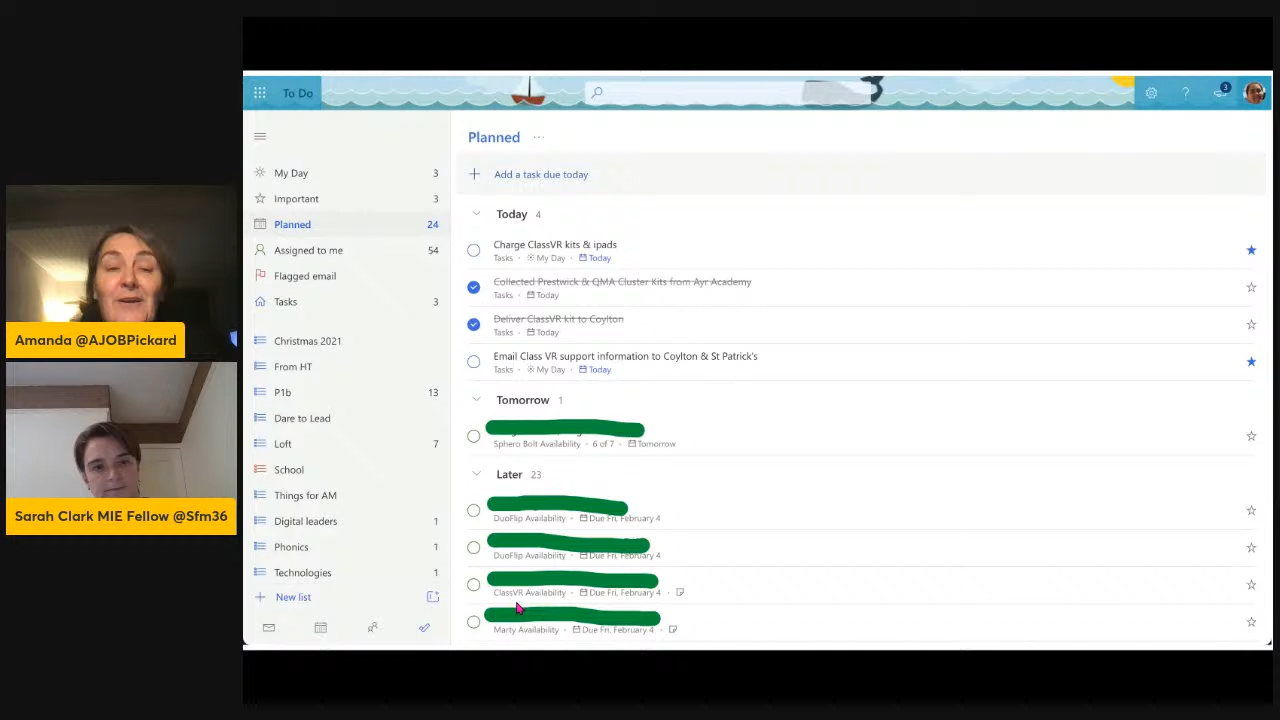 To Do
3
My Day 3
Important 3
Planned 24
Assigned to me 54
Flagged email
Tasks 3
Christmas 2021
From HT
P1b 13
Dare to Lead
Loft 7
School
Things for AM
Digital leaders 1
Phonics 1
Technologies 1
New list
Planned ...
Add a task due today
Today 4
Charge ClassVR kits & ipads
Tasks · My Day · Today
Collected Prestwick & QMA Cluster Kits from Ayr Academy
Tasks · Today
Deliver ClassVR kit to Coylton
Tasks · Today
Email Class VR support information to Coylton & St Patrick's
Tasks · My Day · Today
Tomorrow 1
Sphero Bolt Availability · 6 of 7 · Tomorrow
Later 23
DuoFlip Availability · Due Fri, February 4
DuoFlip Availability · Due Fri, February 4
ClassVR Availability · Due Fri, February 4
Marty Availability · Due Fri, February 4
Amanda @AJOBPickard
Sarah Clark MIE Fellow @Sfm36